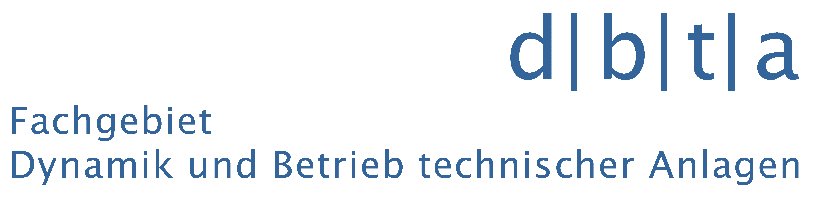 d|b|t|a
Fachgebiet
Dynamik und Betrieb technischer Anlagen